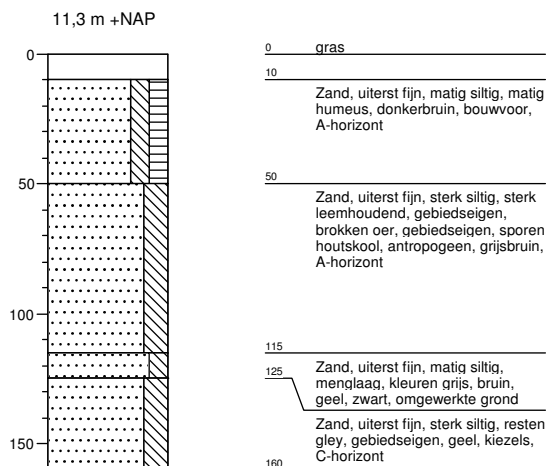 11,3 m +NAP
0
50
100
150
0
gras
10
Zand, uiterst fijn, matig siltig, matig
humeus, donkerbruin, bouwvoor,
A-horizont
50
Zand, uiterst fijn, sterk siltig, sterk
leemhoudend, gebiedseigen,
brokken oer, gebiedseigen, sporen
houtskool, antropogeen, grijsbruin,
A-horizont
115
Zand, uiterst fijn, matig siltig,
menglaag, kleuren grijs, bruin,
geel, zwart, omgewerkte grond
125
Zand, uiterst fijn, sterk siltig, resten
gley, gebiedseigen, geel, kiezels,
C-horizont
160